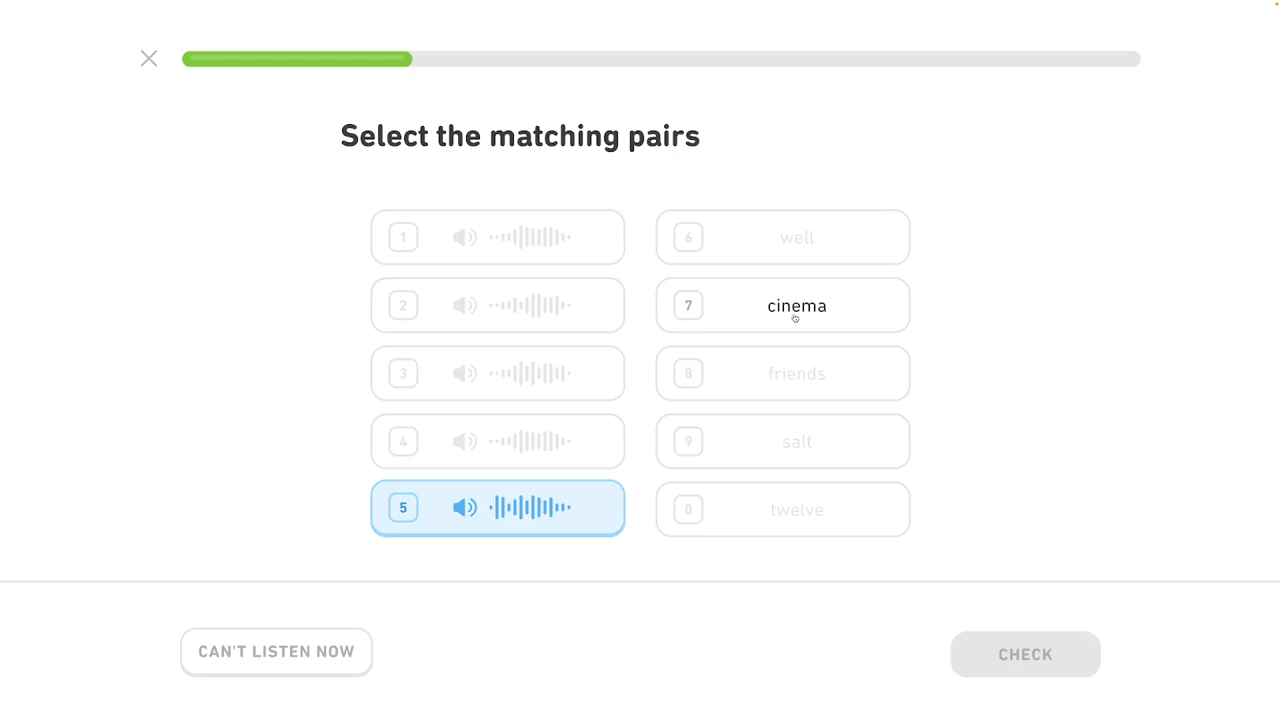 Select the matching pairs
1
6 well
2
7 cinema
3
8 friends
4
9 salt
5
0 twelve
CAN'T LISTEN NOW
CHECK